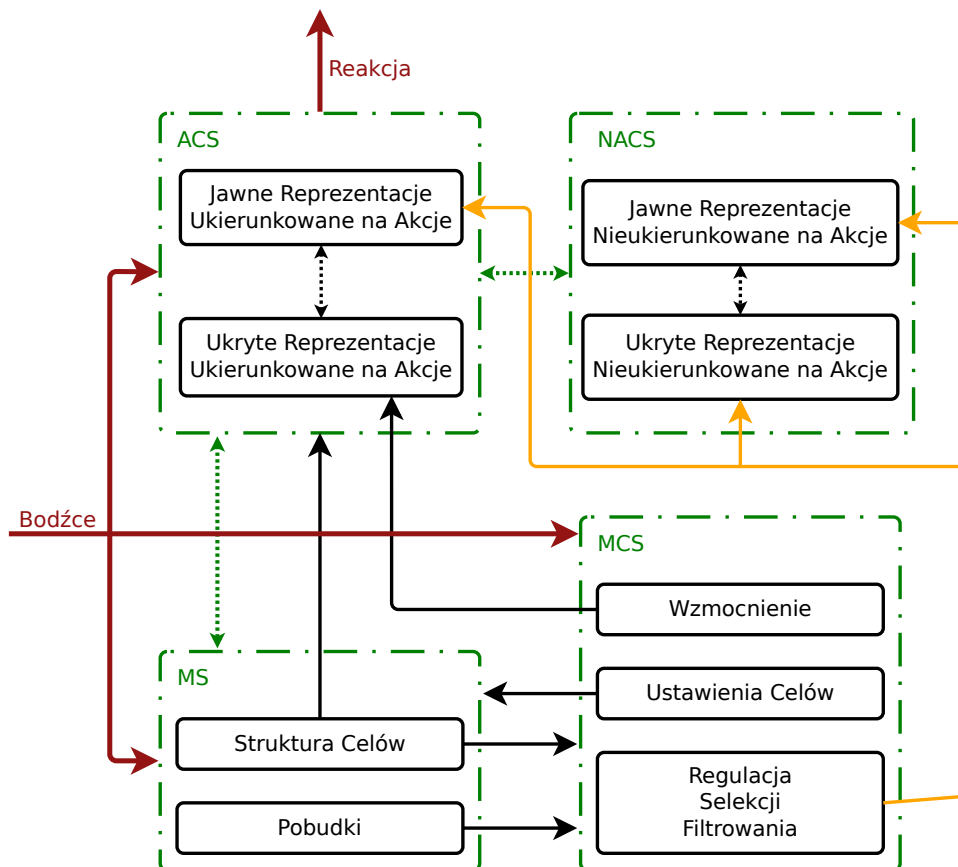 Reakcja
ACS
Jawne Reprezentacje
Ukierunkowane na Akcje
Ukryte Reprezentacje
Ukierunkowane na Akcje
NACS
Jawne Reprezentacje
Nieukierunkowane na Akcje
Ukryte Reprezentacje
Nieukierunkowane na Akcje
Bodźce
MS
Struktura Celów
Pobudki
MCS
Wzmocnienie
Ustawienia Celów
Regulacja
Selekcji
Filtrowania